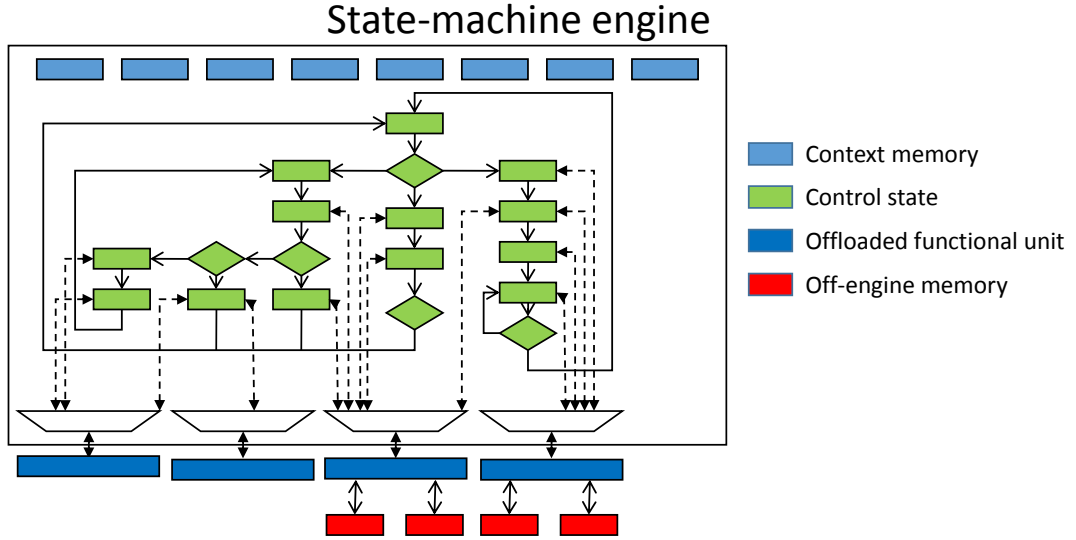 State-machine engine
Context memory
Control state
Offloaded functional unit
Off-engine memory